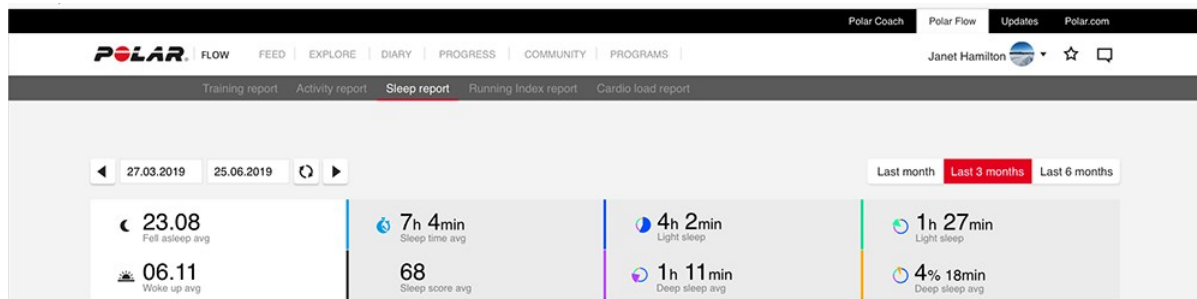 Polar Coach Polar Flow Updates Polar.com
POLAR. FLOW FEED EXPLORE DIARY PROGRESS COMMUNITY PROGRAMS Janet Hamilton
Training report Activity report Sleep report Running Index report Cardio load report
27.03.2019 25.06.2019 Last month Last 3 months Last 6 months
23.08 7h 4min 4h 2min 1h 27min
Fell asleep avg Sleep time avg Light sleep Light sleep
06.11 68 1h 11min 4% 18min
Woke up avg Sleep score avg Deep sleep avg Deep sleep avg